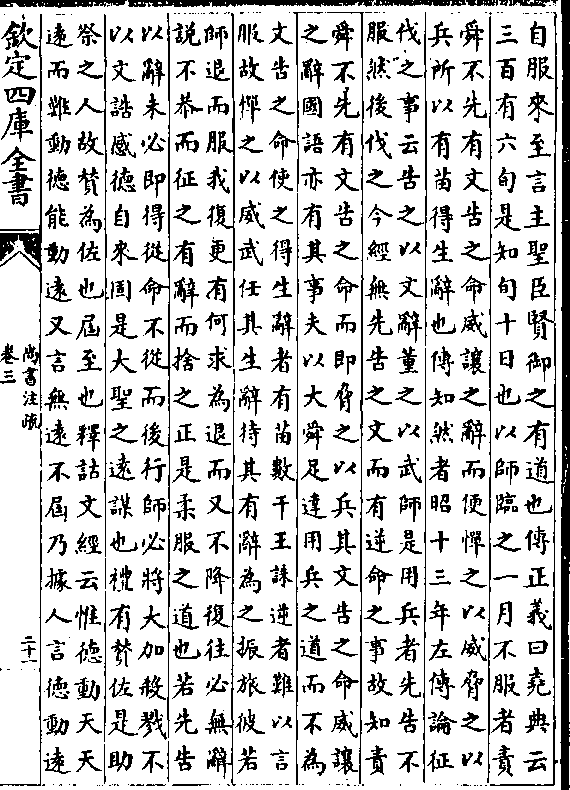 自服來至言主聖臣賢御之有道也傳正義曰堯典云
三百有六旬是知旬十日也以師臨之一月不服者責
舜不先有文告之命威讓之辭而便憚之以威脅之以
兵所以有苗得生辭也傳知然者昭十三年左傳論征
伐之事云告之以文辭董之以武師是用兵者先告不
服然後伐之今經無先告之文而有逆命之事故知責
舜不先有文告之命而即脅之以兵其文告之命威讓
之辭國語亦有其事夫以大舜足達用兵之道而不為
文告之命使之得生辭者有苗數干王誅逆者難以言
服故憚之以威武任其生辭待其有辭為之振旅彼若
師退而服我復更有何求為退而又不降復往必無辭
說不恭而征之有辭而捨之正是柔服之道也若先告
以辭未必即得從命不從而後行師必將大加殺戮不
以文誥感德自來固是大聖之遠謀也禮有贊佐是助
祭之人故贊為佐也屆至也釋詁文經云惟德動天天
遠而難動德能動遠又言無遠不屆乃據人言德動遠
欽定四庫全書
尚書注疏
卷三
二十一